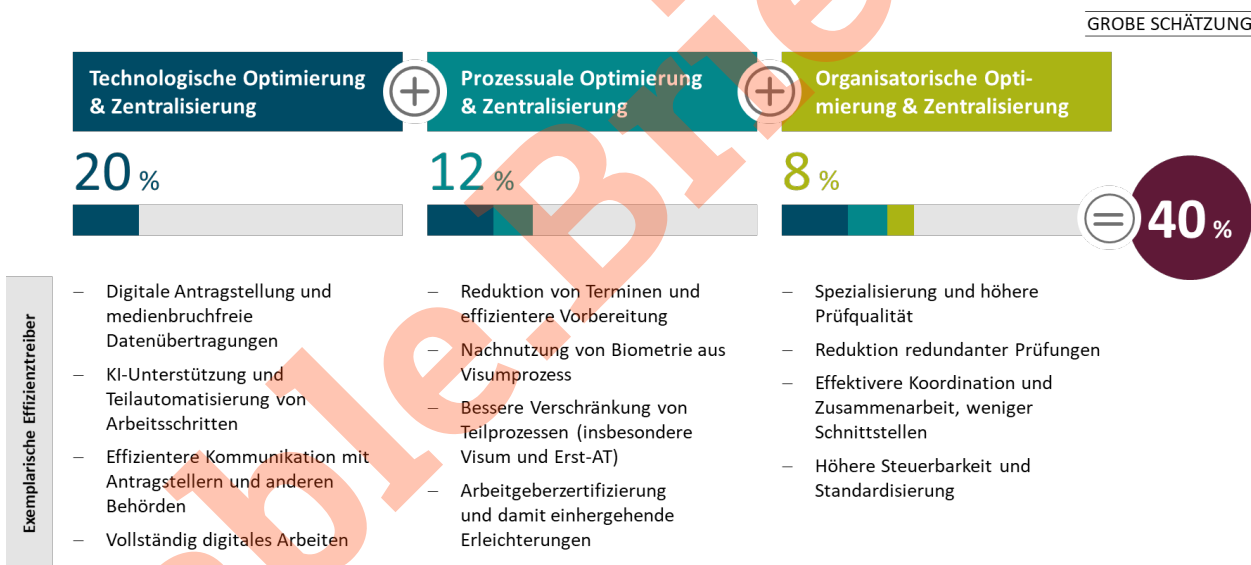 GROBE SCHÄTZUNG
Technologische Optimierung
& Zentralisierung
Prozessuale Optimierung
& Zentralisierung
Organisatorische Opti-
mierung & Zentralisierung
20 %
12 %
8 %
40 %
Exemplarische Effizienztreiber
– Digitale Antragstellung und
medienbruchfreie
Datenübertragungen
– KI-Unterstützung und
Teilautomatisierung von
Arbeitsschritten
– Effizientere Kommunikation mit
Antragstellern und anderen
Behörden
– Vollständig digitales Arbeiten
– Reduktion von Terminen und
effizientere Vorbereitung
– Nachnutzung von Biometrie aus
Visumprozess
– Bessere Verschränkung von
Teilprozessen (insbesondere
Visum und Erst-AT)
– Arbeitgeberzertifizierung
und damit einhergehende
Erleichterungen
– Spezialisierung und höhere
Prüfqualität
– Reduktion redundanter Prüfungen
– Effektivere Koordination und
Zusammenarbeit, weniger
Schnittstellen
– Höhere Steuerbarkeit und
Standardisierung